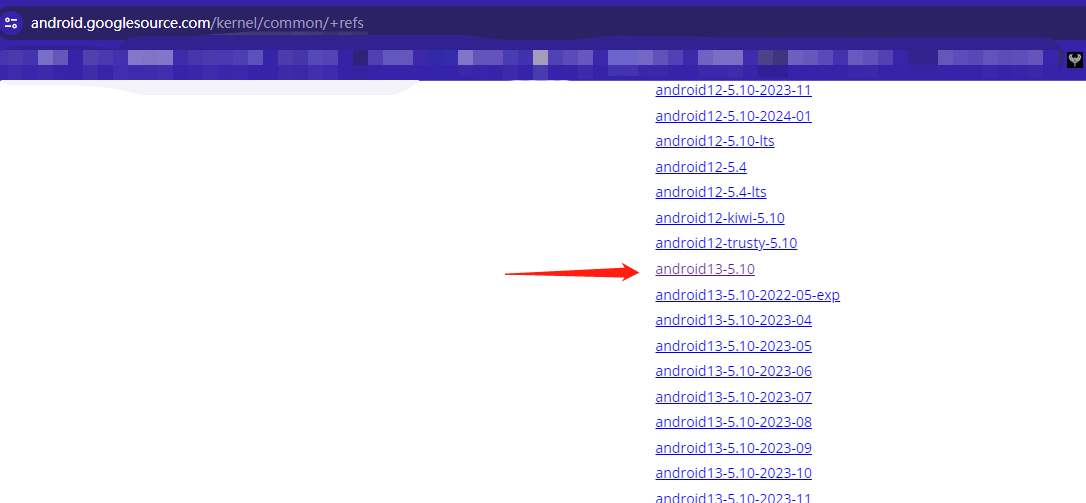 android.googlesource.com/kernel/common/+refs
android12-5.10-2023-11
android12-5.10-2024-01
android12-5.10-lts
android12-5.4
android12-5.4-lts
android12-kiwi-5.10
android12-trusty-5.10
android13-5.10
android13-5.10-2022-05-exp
android13-5.10-2023-04
android13-5.10-2023-05
android13-5.10-2023-06
android13-5.10-2023-07
android13-5.10-2023-08
android13-5.10-2023-09
android13-5.10-2023-10
android13-5.10-2023-11